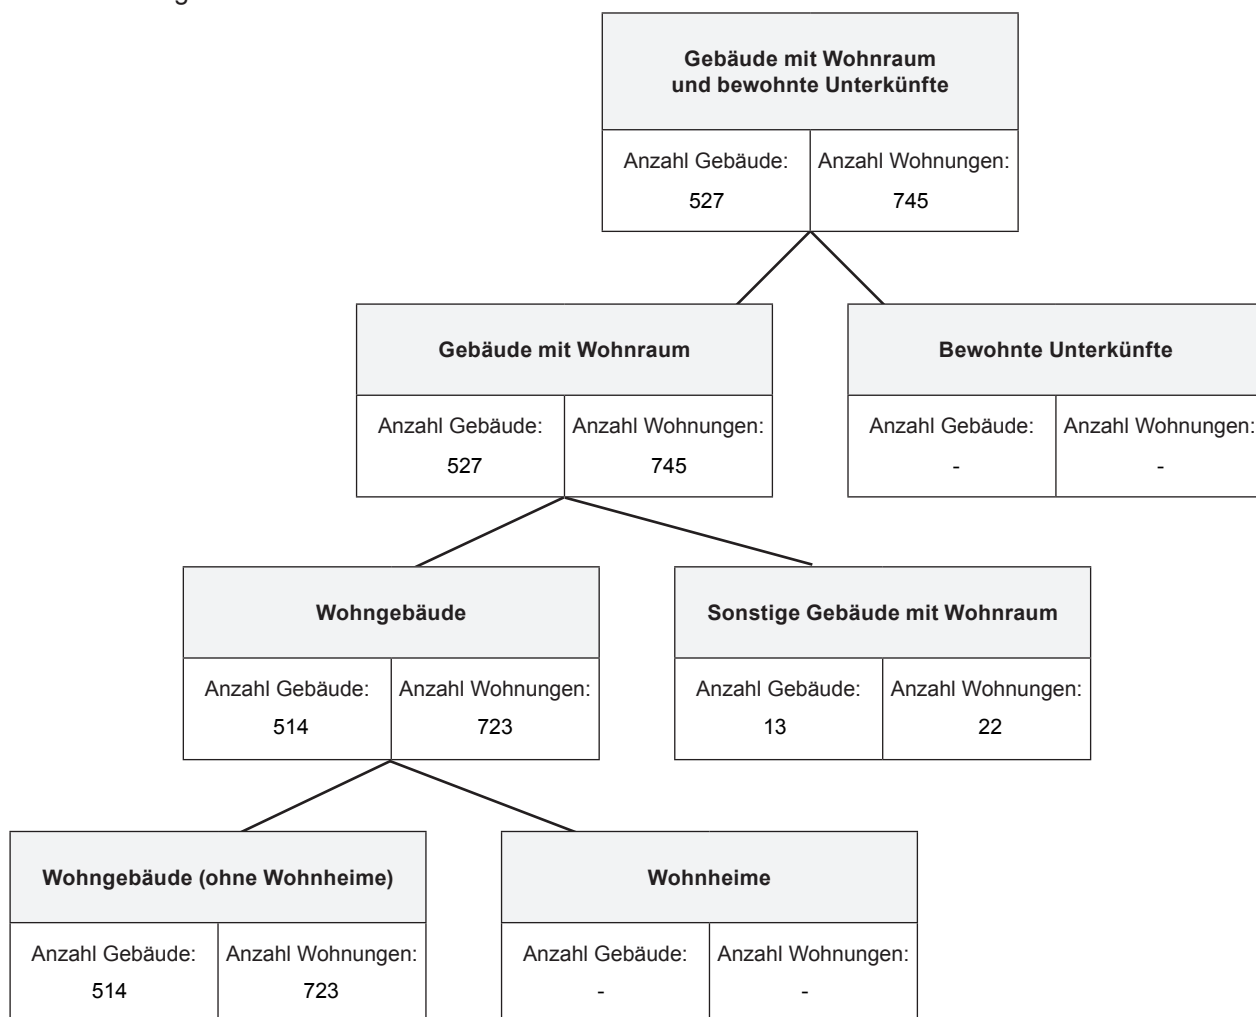 Gebäude mit Wohnraum
und bewohnte Unterkünfte
Anzahl Gebäude: Anzahl Wohnungen:
527 745
Gebäude mit Wohnraum
Anzahl Gebäude: Anzahl Wohnungen:
527 745
Bewohnte Unterkünfte
Anzahl Gebäude: Anzahl Wohnungen:
- -
Wohngebäude
Anzahl Gebäude: Anzahl Wohnungen:
514 723
Sonstige Gebäude mit Wohnraum
Anzahl Gebäude: Anzahl Wohnungen:
13 22
Wohngebäude (ohne Wohnheime)
Anzahl Gebäude: Anzahl Wohnungen:
514 723
Wohnheime
Anzahl Gebäude: Anzahl Wohnungen:
- -